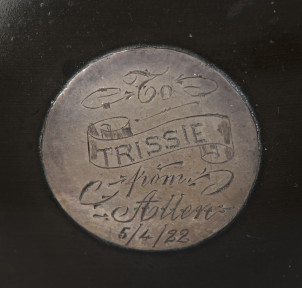 To
TRISSIE
from
Allen
5/4/22